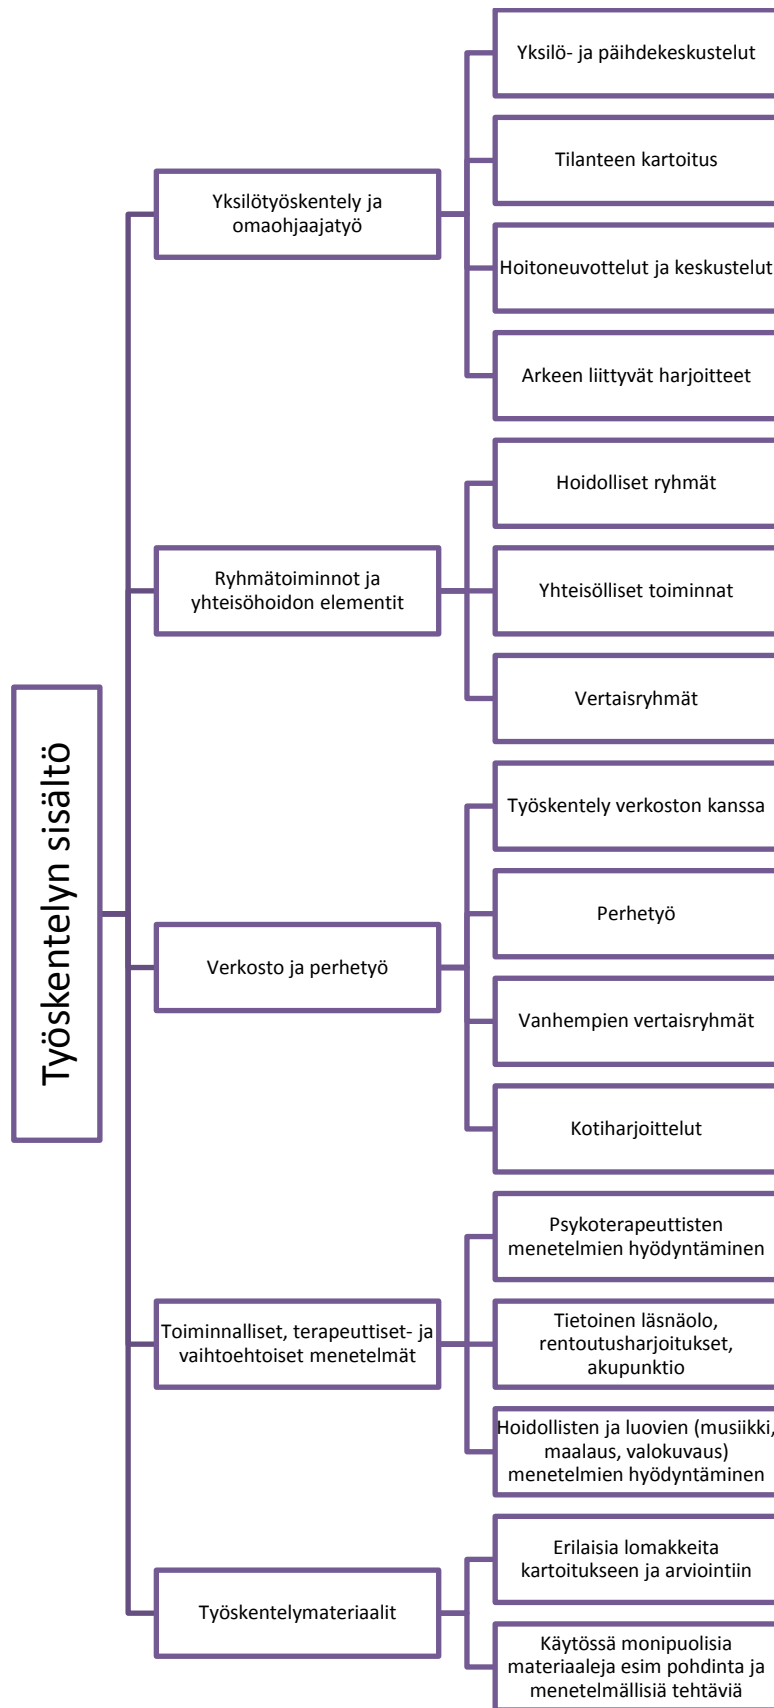 Työskentelyn sisältö
Yksilötyöskentely ja
omaohjaajatyö
Yksilö- ja päihdekeskustelut
Tilanteen kartoitus
Hoitoneuvottelut ja keskustelut
Arkeen liittyvät harjoitteet
Ryhmätoiminnot ja
yhteisöhoidon elementit
Hoidolliset ryhmät
Yhteisölliset toiminnat
Vertaisryhmät
Verkosto ja perhetyö
Työskentely verkoston kanssa
Perhetyö
Vanhempien vertaisryhmät
Kotiharjoittelut
Toiminnalliset, terapeuttiset- ja
vaihtoehtoiset menetelmät
Psykoterapeuttisten
menetelmien hyödyntäminen
Tietoinen läsnäolo,
rentoutusharjoitukset,
akupunktio
Hoidollisten ja luovien (musiikki,
maalaus, valokuvaus)
menetelmien hyödyntäminen
Työskentelymateriaalit
Erilaisia lomakkeita
kartoitukseen ja arviointiin
Käytössä monipuolisia
materiaaleja esim pohdinta ja
menetelmällisiä tehtäviä